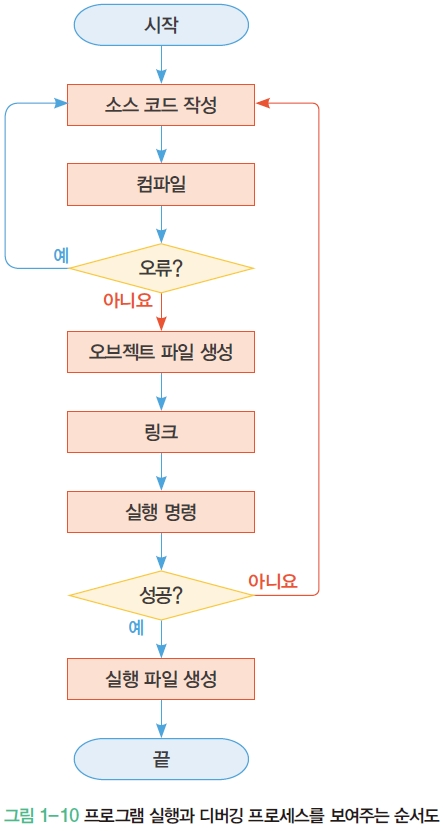 시작
소스 코드 작성
컴파일
오류?
예
아니요
오브젝트 파일 생성
링크
실행 명령
성공?
아니요
예
실행 파일 생성
끝
그림 1-10 프로그램 실행과 디버깅 프로세스를 보여주는 순서도